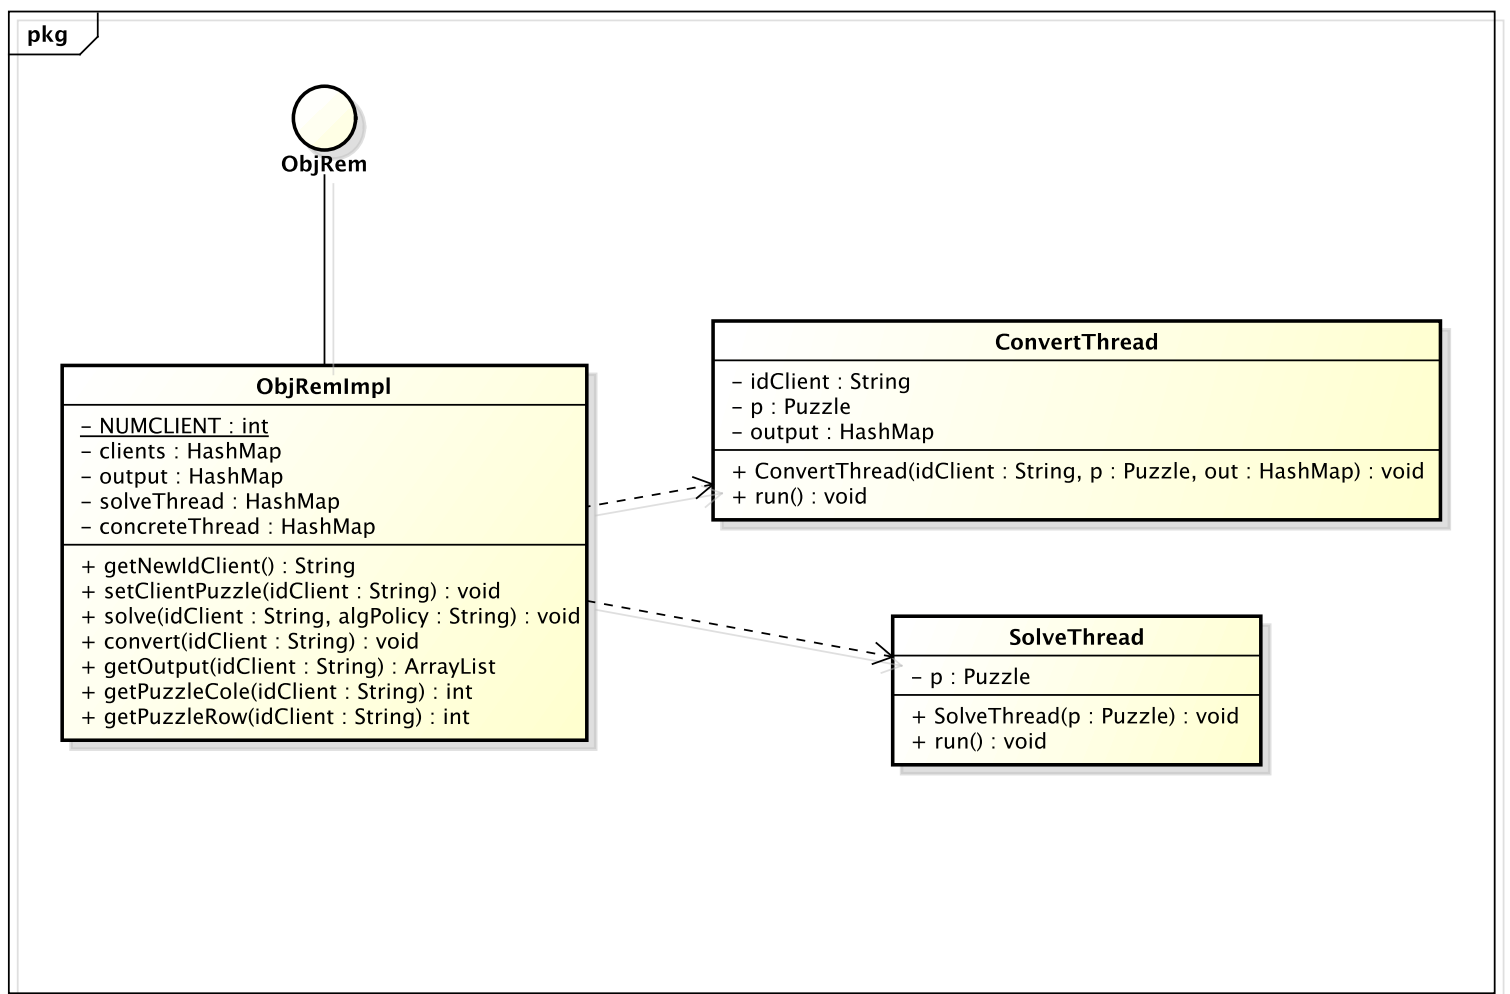 pkg
ObjRem
ObjRemImpl
– NUMCLIENT : int
– clients : HashMap
– output : HashMap
– solveThread : HashMap
– concreteThread : HashMap
+ getNewIdClient() : String
+ setClientPuzzle(idClient : String) : void
+ solve(idClient : String, algPolicy : String) : void
+ convert(idClient : String) : void
+ getOutput(idClient : String) : ArrayList
+ getPuzzleCole(idClient : String) : int
+ getPuzzleRow(idClient : String) : int
ConvertThread
– idClient : String
– p : Puzzle
– output : HashMap
+ ConvertThread(idClient : String, p : Puzzle, out : HashMap) : void
+ run() : void
SolveThread
– p : Puzzle
+ SolveThread(p : Puzzle) : void
+ run() : void